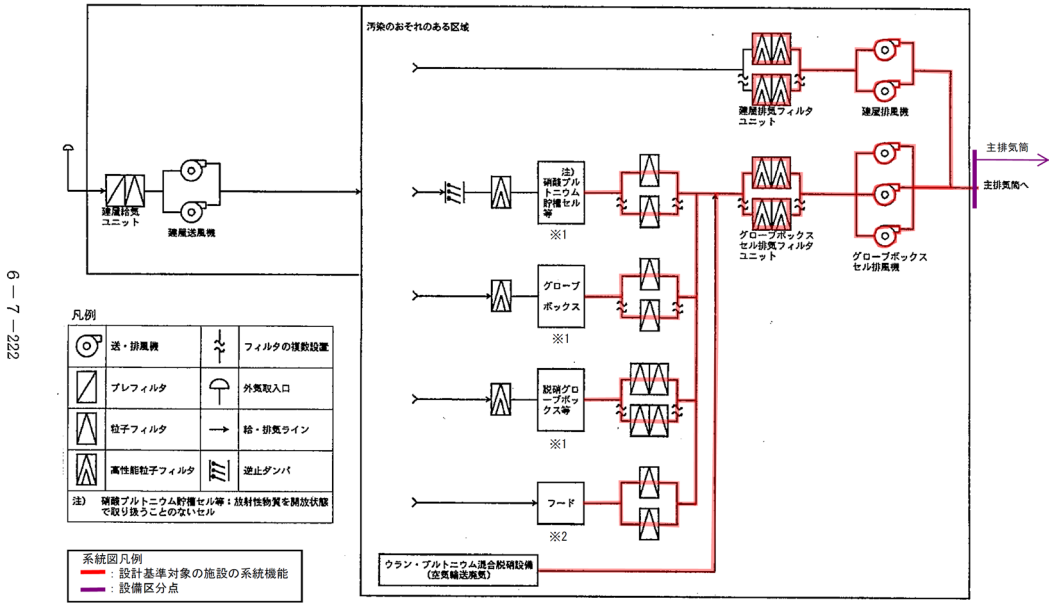 汚染のおそれのある区域
建屋排気フィルタ
ユニット
建屋排風機
主排気筒
主排気筒へ
建屋給気
ユニット
建屋送風機
注)
硝酸プル
トニウム
貯槽セル
等
※1
グローブボックス
セル排気フィルタ
ユニット
グローブボックス
セル排風機
グローブ
ボックス
※1
脱硝グロ
ーブボッ
クス等
※1
フード
※2
ウラン・プルトニウム混合脱硝設備
(空気輸送廃気)
6-7-222
凡例
送・排風機
フィルタの複数設置
プレフィルタ
外気取入口
粒子フィルタ
給・排気ライン
高性能粒子フィルタ
逆止ダンパ
注) 硝酸プルトニウム貯槽セル等：放射性物質を開放状態
で取り扱うことのないセル
系統図凡例
：設計基準対象の施設の系統機能
：設備区分点